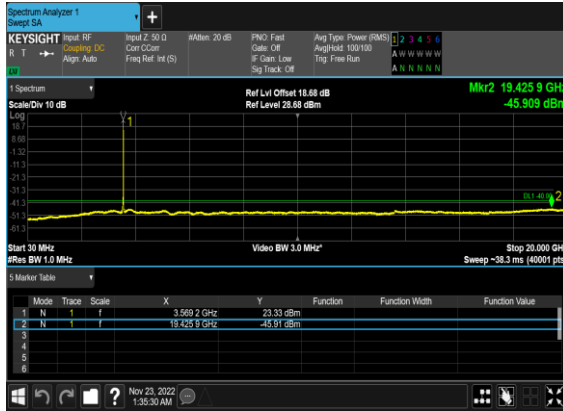 Spectrum Analyzer 1
Swept SA
+
KEYSIGHT Input: RF Input Z: 50 Ω #Atten: 20 dB PNO: Fast Avg Type: Power (RMS) 1 2 3 4 5 6
R T Coupling: DC Corr CCorr Gate: Off Avg|Hold: 100/100 A W W W W W
Align: Auto Freq Ref: Int (S) IF Gain: Low Trig: Free Run A N N N N N
LU Sig Track: Off
1 Spectrum Ref Lvl Offset 18.68 dB Mkr2 19.425 9 GHz
Scale/Div 10 dB Ref Level 28.68 dBm -45.909 dBm
Log
18.7
8.68
-1.32
-11.3
-21.3
-31.3
-41.3
-51.3
-61.3
1
2
Start 30 MHz Video BW 3.0 MHz* Stop 20.000 GHz
#Res BW 1.0 MHz Sweep ~38.3 ms (40001 pts)
5 Marker Table
Mode Trace Scale X Y Function Function Width Function Value
1 N 1 f 3.569 2 GHz 23.33 dBm
2 N 1 f 19.425 9 GHz -45.91 dBm
3
4
5
6
? Nov 23, 2022
1:35:30 AM